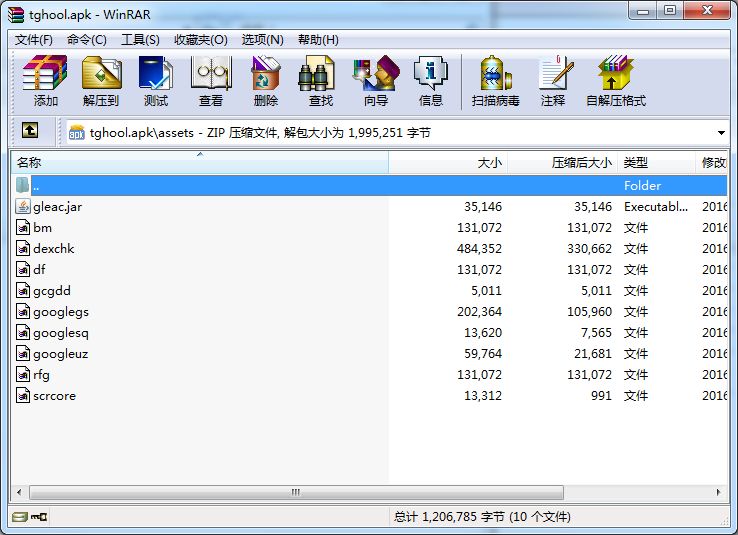 tghool.apk - WinRAR
文件(F) 命令(C) 工具(S) 收藏夹(O) 选项(N) 帮助(H)
添加 解压到 测试 查看 删除 查找 向导 信息 扫描病毒 注释 自解压格式
tghool.apk\assets - ZIP 压缩文件, 解包大小为 1,995,251 字节
名称 大小 压缩后大小 类型 修改
.. Folder
gleac.jar 35,146 35,146 Executabl... 2016
bm 131,072 131,072 文件 2016
dexchk 484,352 330,662 文件 2016
df 131,072 131,072 文件 2016
gcgdd 5,011 5,011 文件 2016
googlegs 202,364 105,960 文件 2016
googlesq 13,620 7,565 文件 2016
googleuz 59,764 21,681 文件 2016
rfg 131,072 131,072 文件 2016
scrcore 13,312 991 文件 2016
总计 1,206,785 字节 (10 个文件)